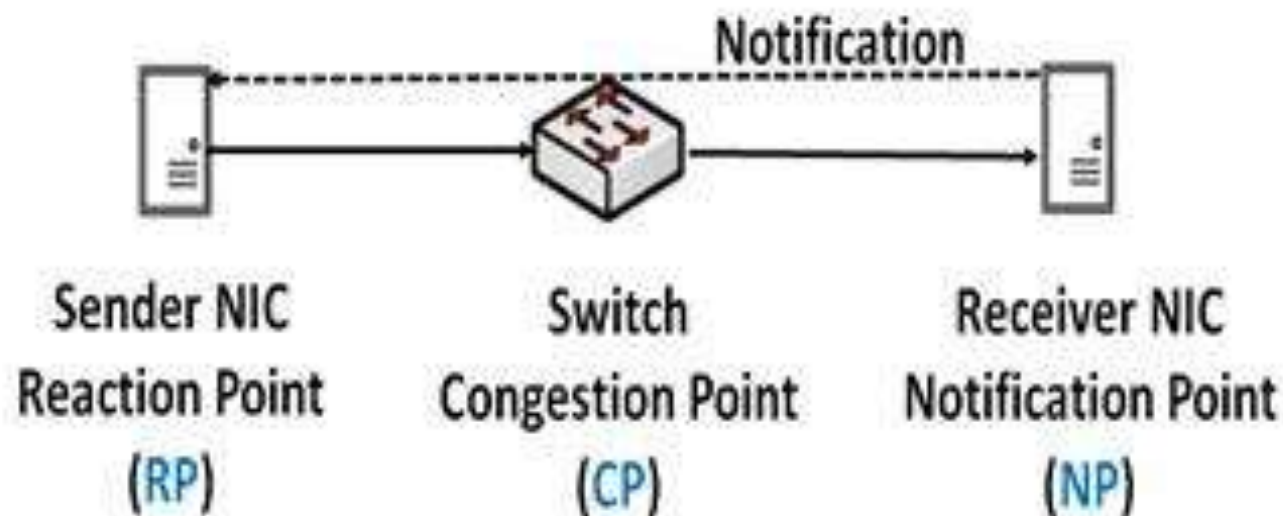 Notification
Sender NIC
Reaction Point
(RP)
Switch
Congestion Point
(CP)
Receiver NIC
Notification Point
(NP)